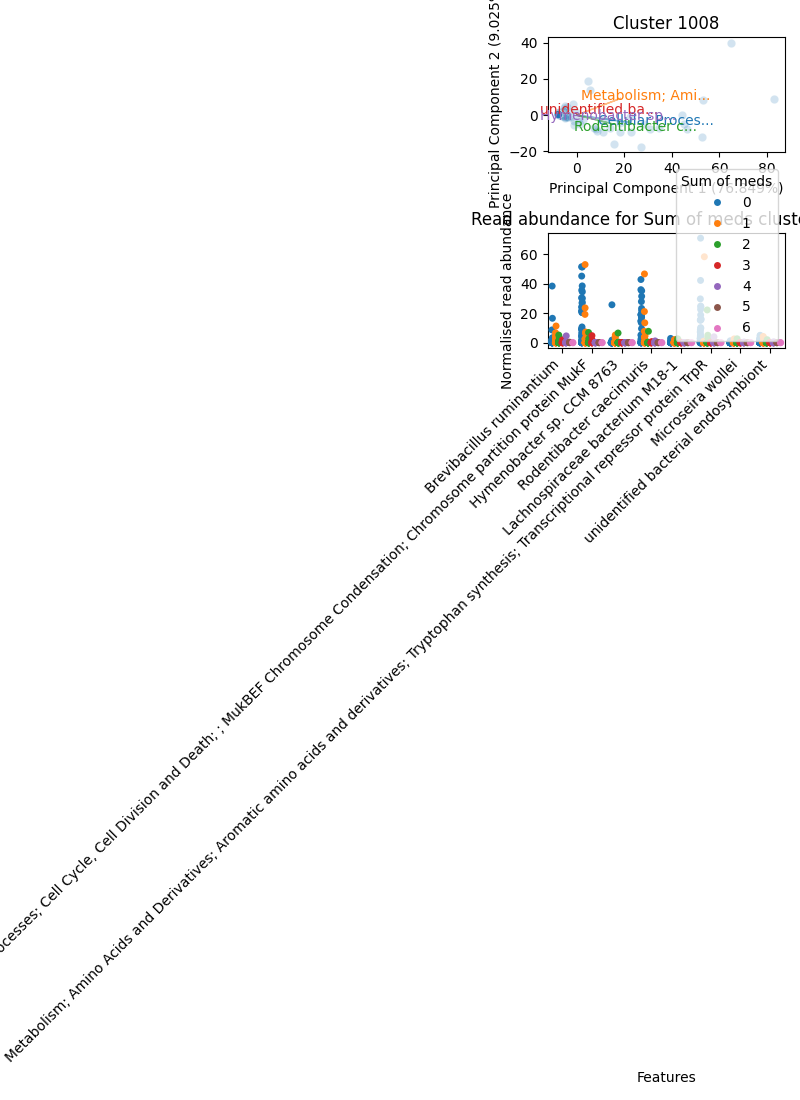 Cluster 1008
Principal Component 2 (9.025%
40
20
0
−20
Metabolism; Ami...
unidentified ba...
Hymenobacter sp...
Cellular Proces...
Rodentibacter c...
0
20
40
60
80
Principal Component 1 (76.849%)
Read abundance for Sum of meds cluste
Sum of meds
0
1
2
3
4
5
6
Normalised read abundance
60
40
20
0
Brevibacillus ruminantium
ocesses; Cell Cycle, Cell Division and Death; ; MukBEF Chromosome Condensation; Chromosome partition protein MukF
Hymenobacter sp. CCM 8763
Rodentibacter caecimuris
Lachnospiraceae bacterium M18-1
Metabolism; Amino Acids and Derivatives; Aromatic amino acids and derivatives; Tryptophan synthesis; Transcriptional repressor protein TrpR
Microseira wollei
unidentified bacterial endosymbiont
Features